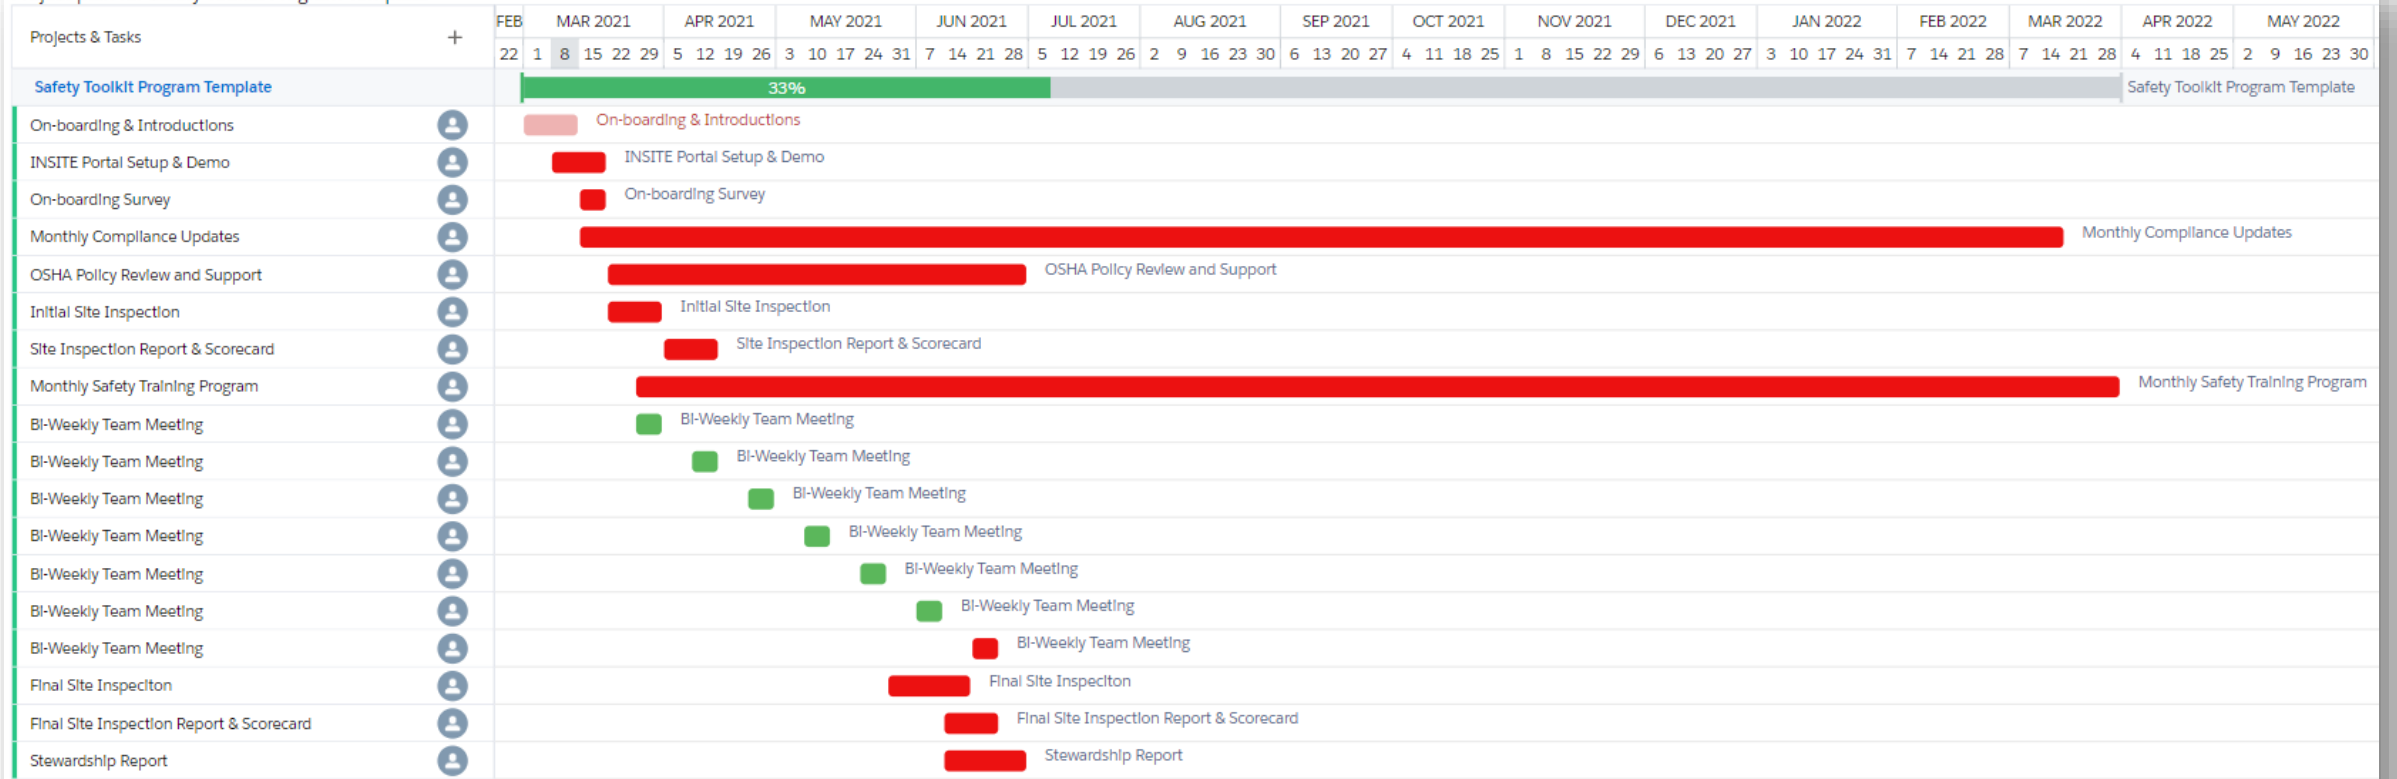 FEB MAR 2021 APR 2021 MAY 2021 JUN 2021 JUL 2021 AUG 2021 SEP 2021 OCT 2021 NOV 2021 DEC 2021 JAN 2022 FEB 2022 MAR 2022 APR 2022 MAY 2022
Projects & Tasks +
22 1 8 15 22 29 5 12 19 26 3 10 17 24 31 7 14 21 28 5 12 19 26 2 9 16 23 30 6 13 20 27 4 11 18 25 1 8 15 22 29 6 13 20 27 3 10 17 24 31 7 14 21 28 7 14 21 28 4 11 18 25 2 9 16 23 30
Safety Toolkit Program Template 33% Safety Toolkit Program Template
On-boarding & Introductions On-boarding & Introductions
INSITE Portal Setup & Demo INSITE Portal Setup & Demo
On-boarding Survey On-boarding Survey
Monthly Compliance Updates Monthly Compliance Updates
OSHA Policy Review and Support OSHA Policy Review and Support
Initial Site Inspection Initial Site Inspection
Site Inspection Report & Scorecard Site Inspection Report & Scorecard
Monthly Safety Training Program Monthly Safety Training Program
Bi-Weekly Team Meeting Bi-Weekly Team Meeting
Bi-Weekly Team Meeting Bi-Weekly Team Meeting
Bi-Weekly Team Meeting Bi-Weekly Team Meeting
Bi-Weekly Team Meeting Bi-Weekly Team Meeting
Bi-Weekly Team Meeting Bi-Weekly Team Meeting
Bi-Weekly Team Meeting Bi-Weekly Team Meeting
Bi-Weekly Team Meeting Bi-Weekly Team Meeting
Final Site Inspeciton Final Site Inspeciton
Final Site Inspection Report & Scorecard Final Site Inspection Report & Scorecard
Stewardship Report Stewardship Report